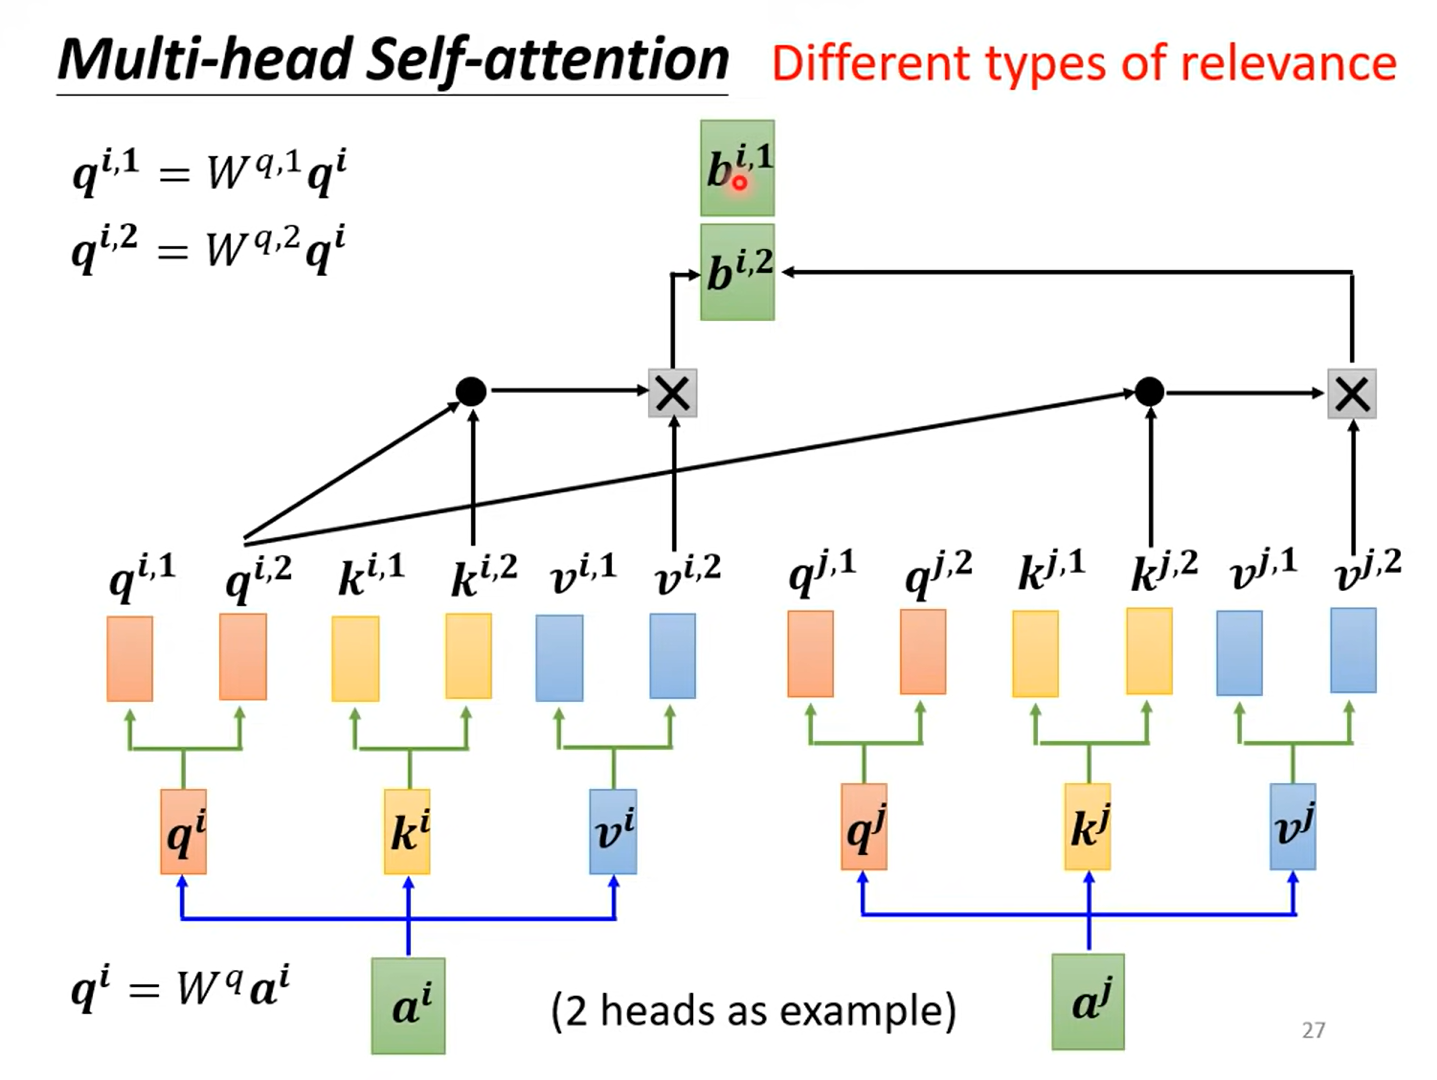 Multi-head Self-attention Different types of relevance
q^{i,1} = W^{q,1}q^i
q^{i,2} = W^{q,2}q^i
b^{i,1}
b^{i,2}
q^{i,1} q^{i,2} k^{i,1} k^{i,2} v^{i,1} v^{i,2} q^{j,1} q^{j,2} k^{j,1} k^{j,2} v^{j,1} v^{j,2}
q^i k^i v^i q^j k^j v^j
q^i = W^q a^i
a^i (2 heads as example) a^j
27